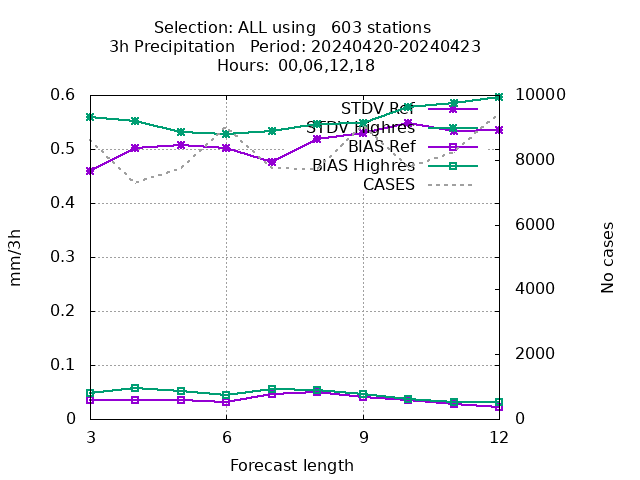 Selection: ALL using   603 stations
3h Precipitation   Period: 20240420-20240423
Hours:  00,06,12,18
0.6
0.5
0.4
0.3
0.2
0.1
0
10000
8000
6000
4000
2000
0
STDV Ref
STDV Highres
BIAS Ref
BIAS Highres
CASES
mm/3h
No cases
3
6
9
12
Forecast length